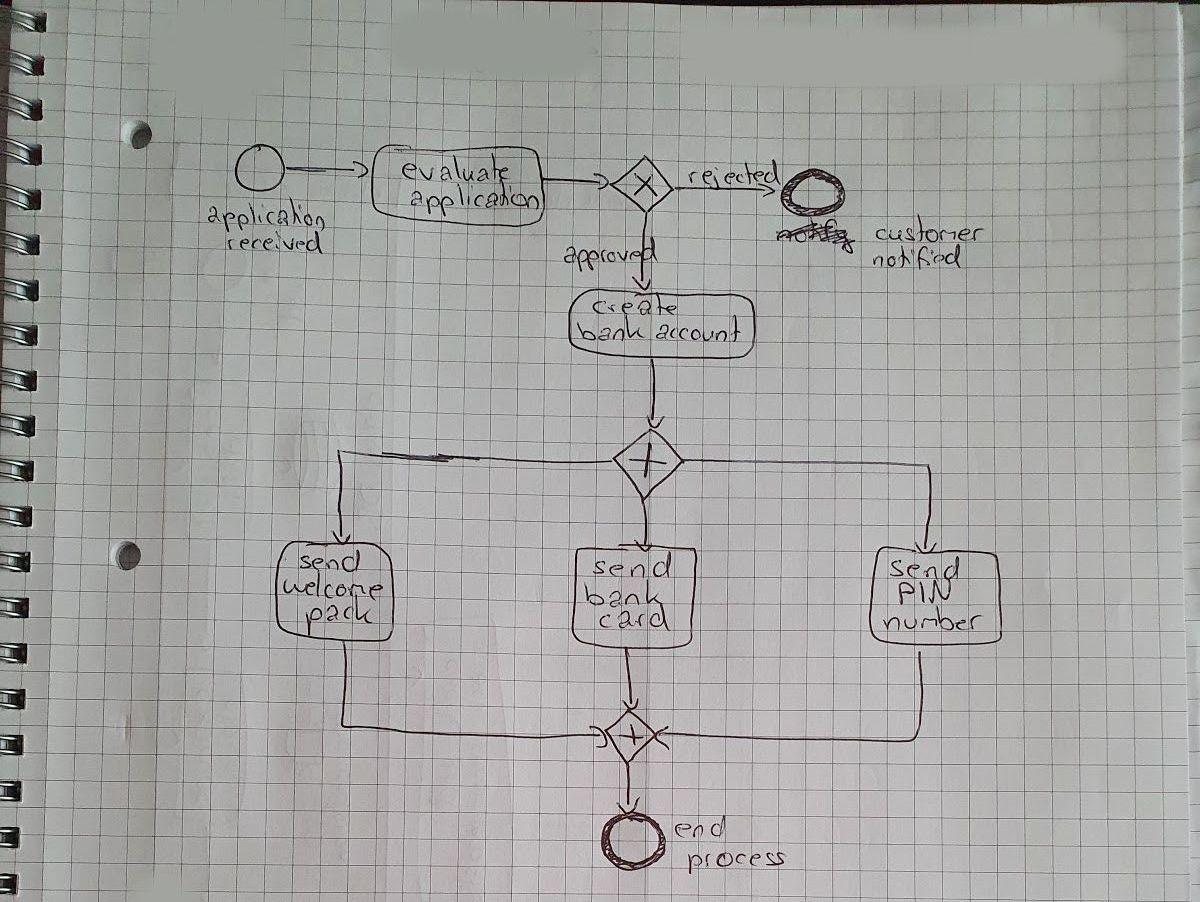 evaluate
application
rejected
application
received
customer
notified
approved
create
bank account
send
welcome
pack
send
bank
card
send
PIN
number
end
process